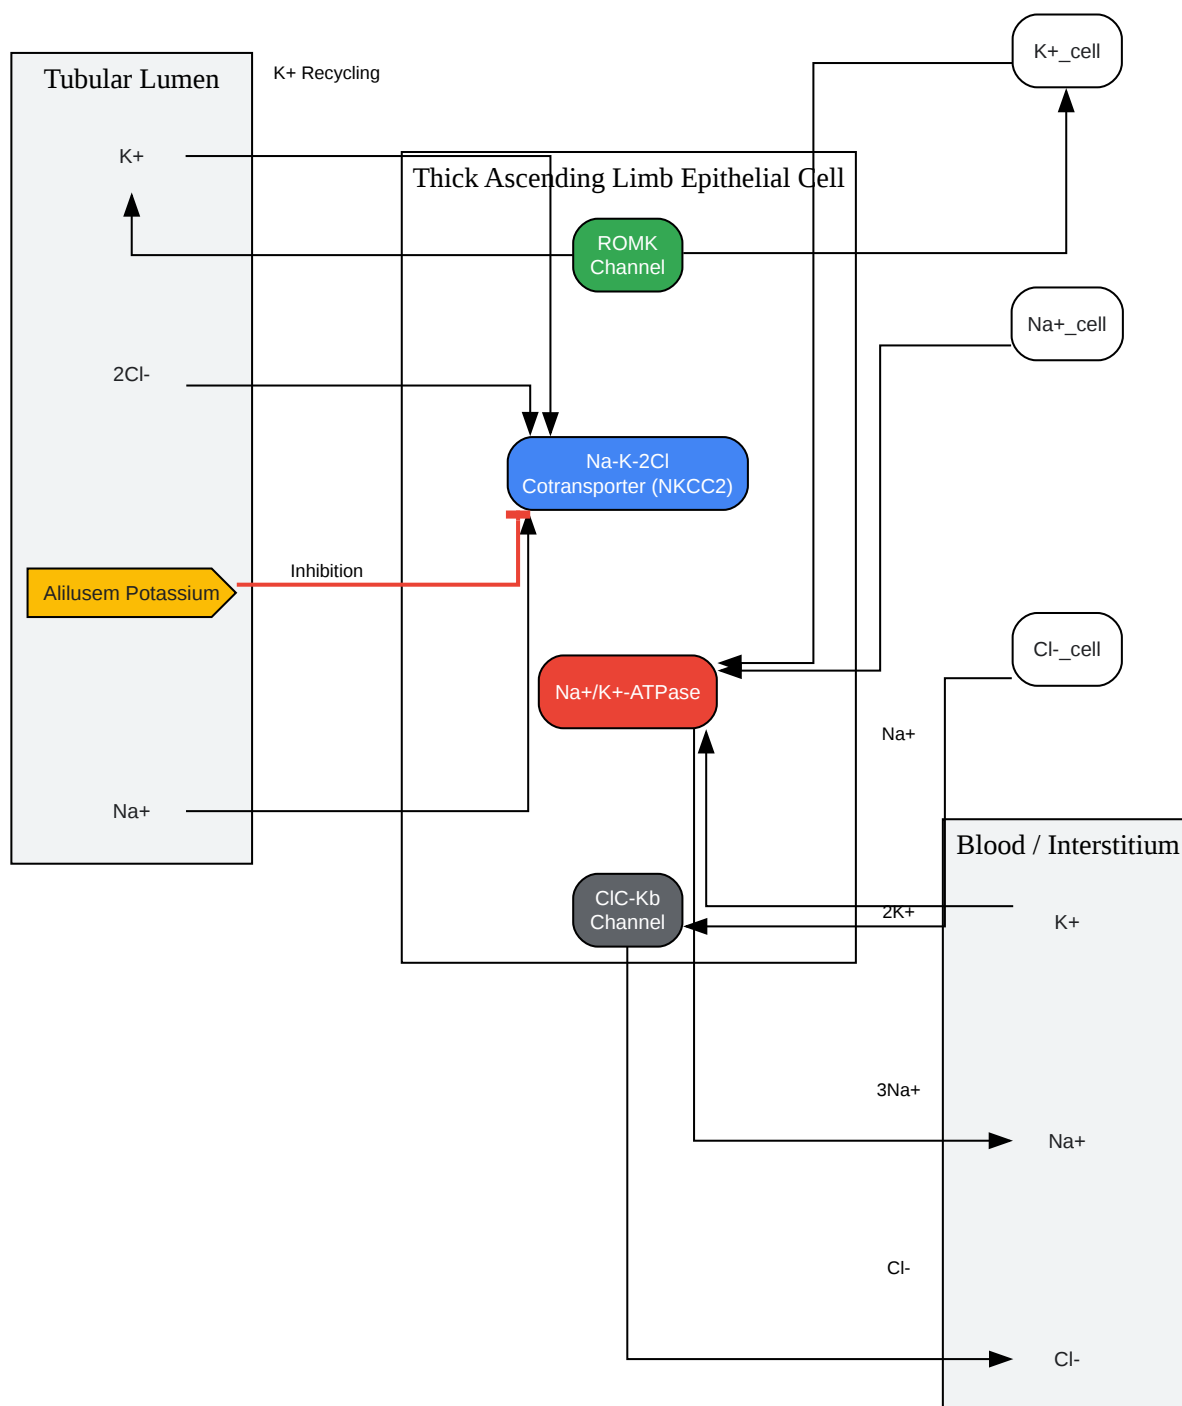 K+_cell
Tubular Lumen
K+ Recycling
K+
Thick Ascending Limb Epithelial Cell
ROMK
Channel
Na+_cell
2Cl-
Na-K-2Cl
Cotransporter (NKCC2)
Inhibition
Alilusem Potassium
Cl-_cell
Na+/K+-ATPase
Na+
Na+
Blood / Interstitium
ClC-Kb
Channel
2K+
K+
3Na+
Na+
Cl-
Cl-